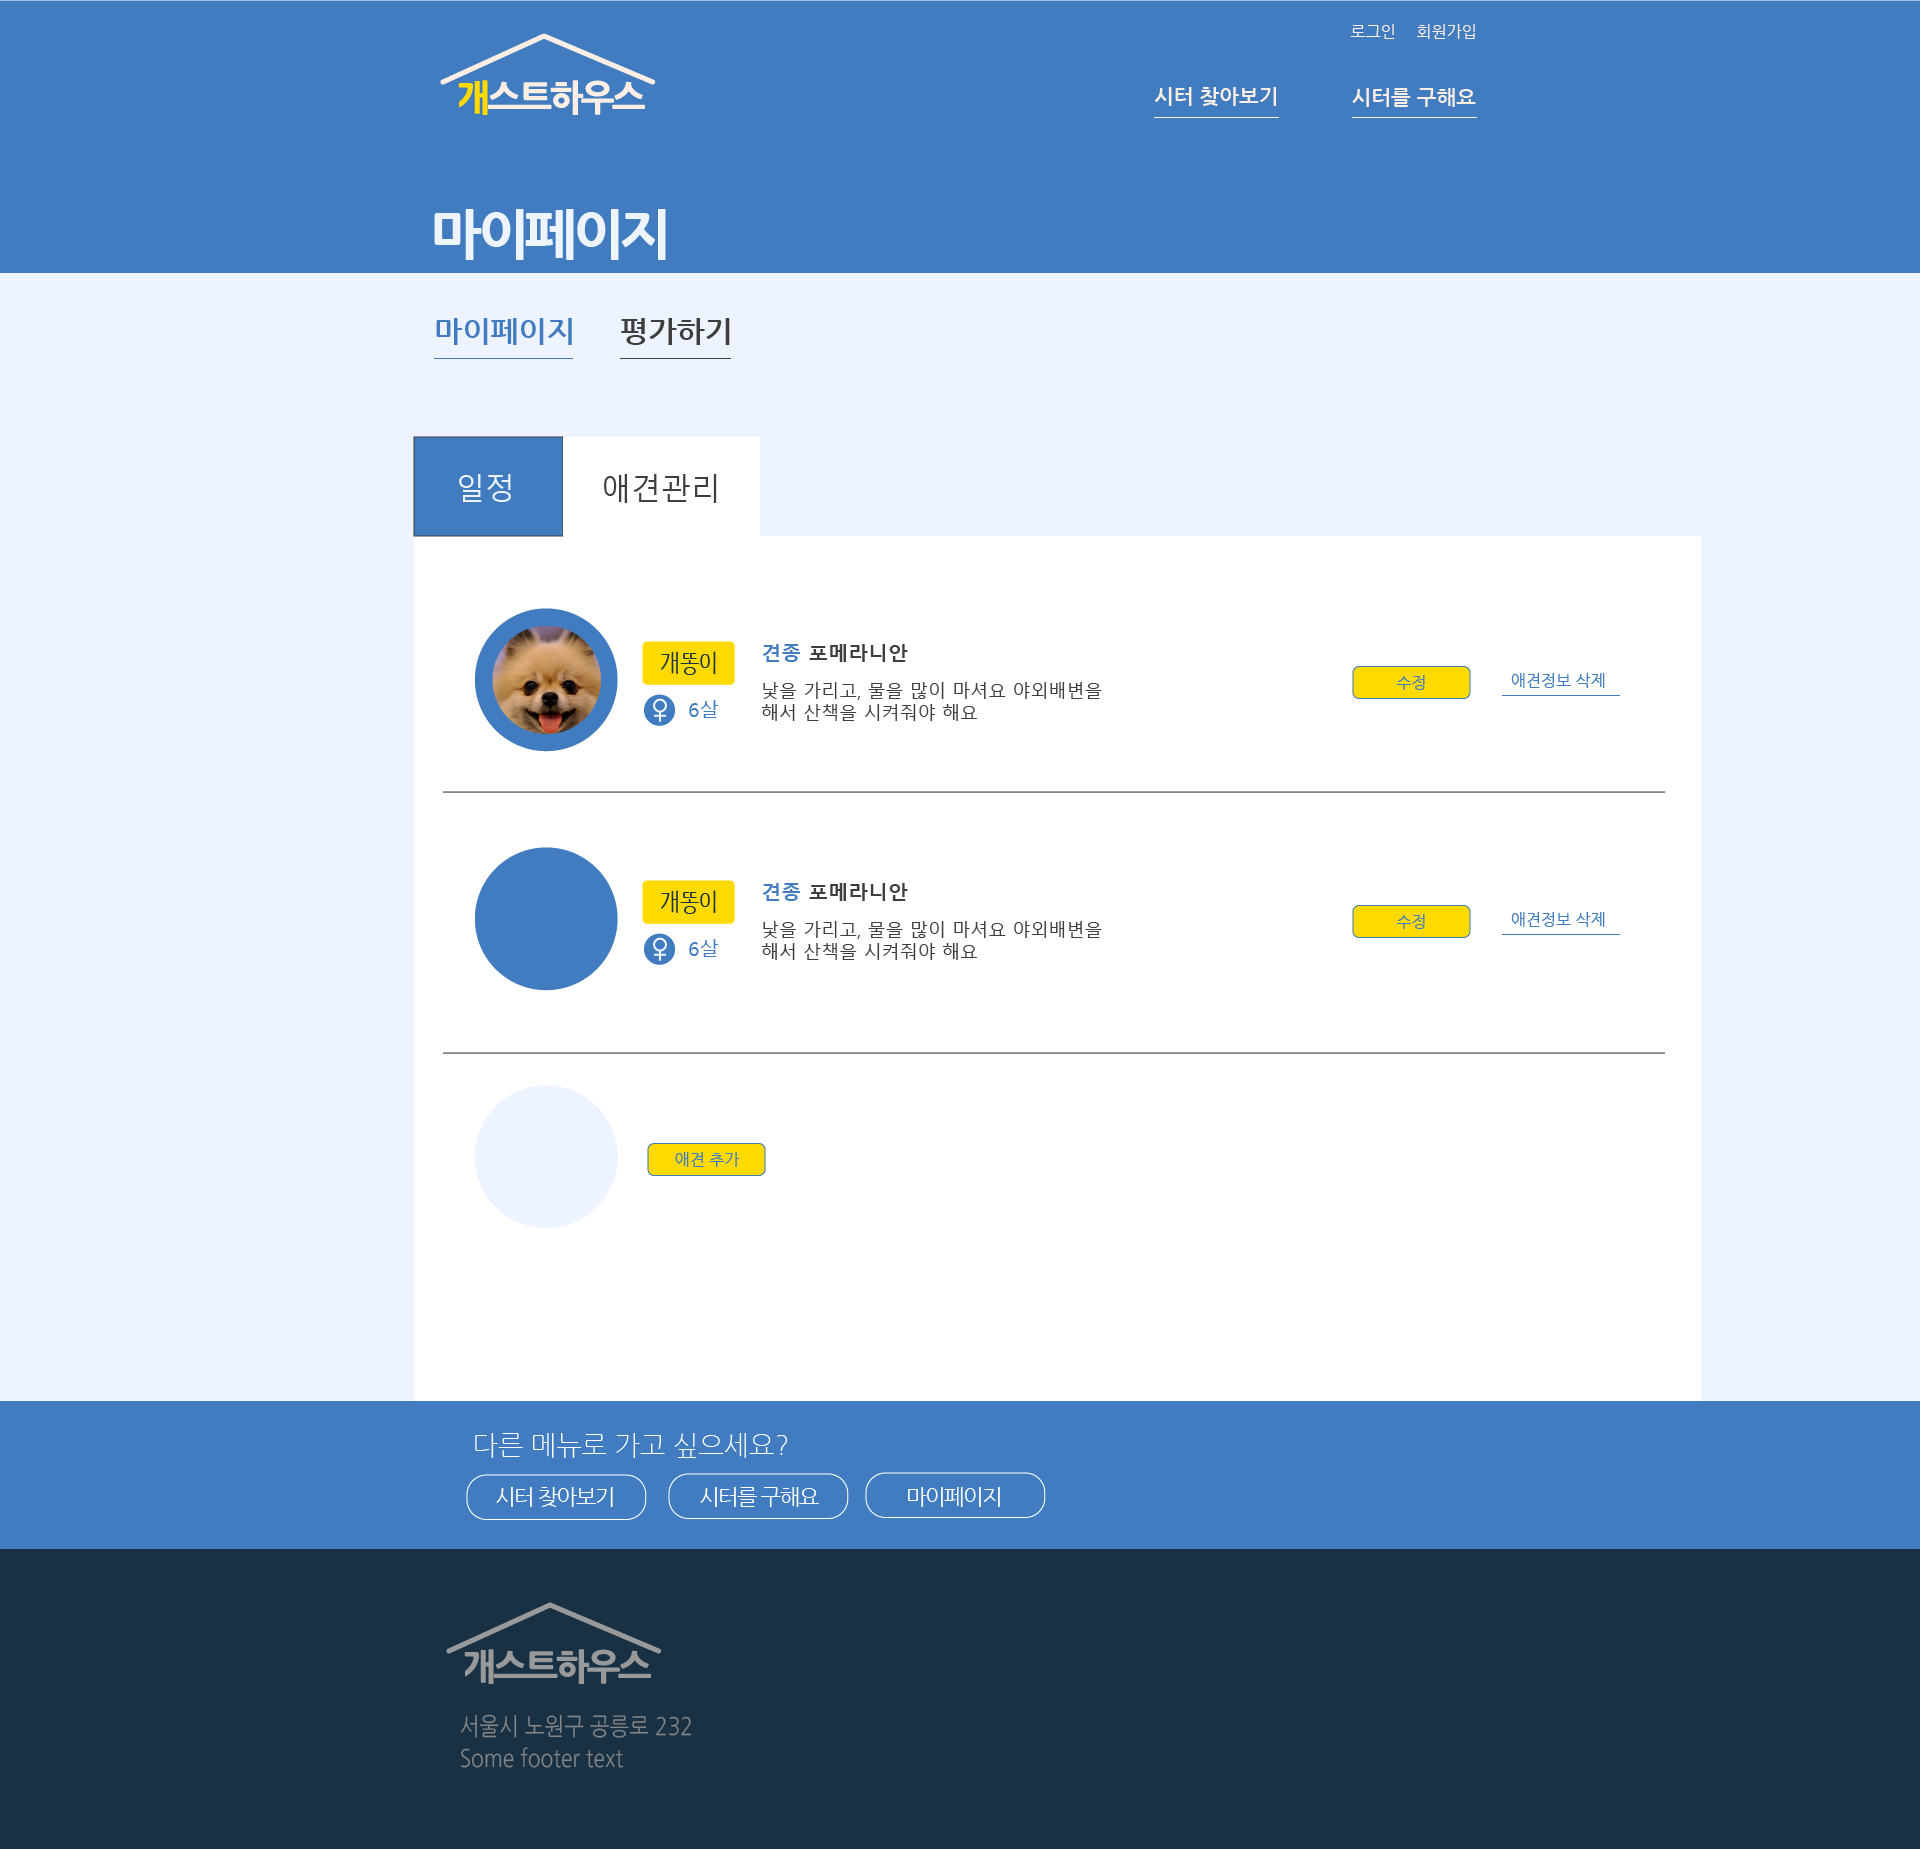 로그인 회원가입
개스트하우스
시터 찾아보기 시터를 구해요
마이페이지
마이페이지 평가하기
일정 애견관리
개똥이
6살
견종 포메라니안
낯을 가리고, 물을 많이 마셔요 야외배변을
해서 산책을 시켜줘야 해요
수정
애견정보 삭제
개똥이
6살
견종 포메라니안
낯을 가리고, 물을 많이 마셔요 야외배변을
해서 산책을 시켜줘야 해요
수정
애견정보 삭제
애견 추가
다른 메뉴로 가고 싶으세요?
시터 찾아보기 시터를 구해요 마이페이지
개스트하우스
서울시 노원구 공릉로 232
Some footer text